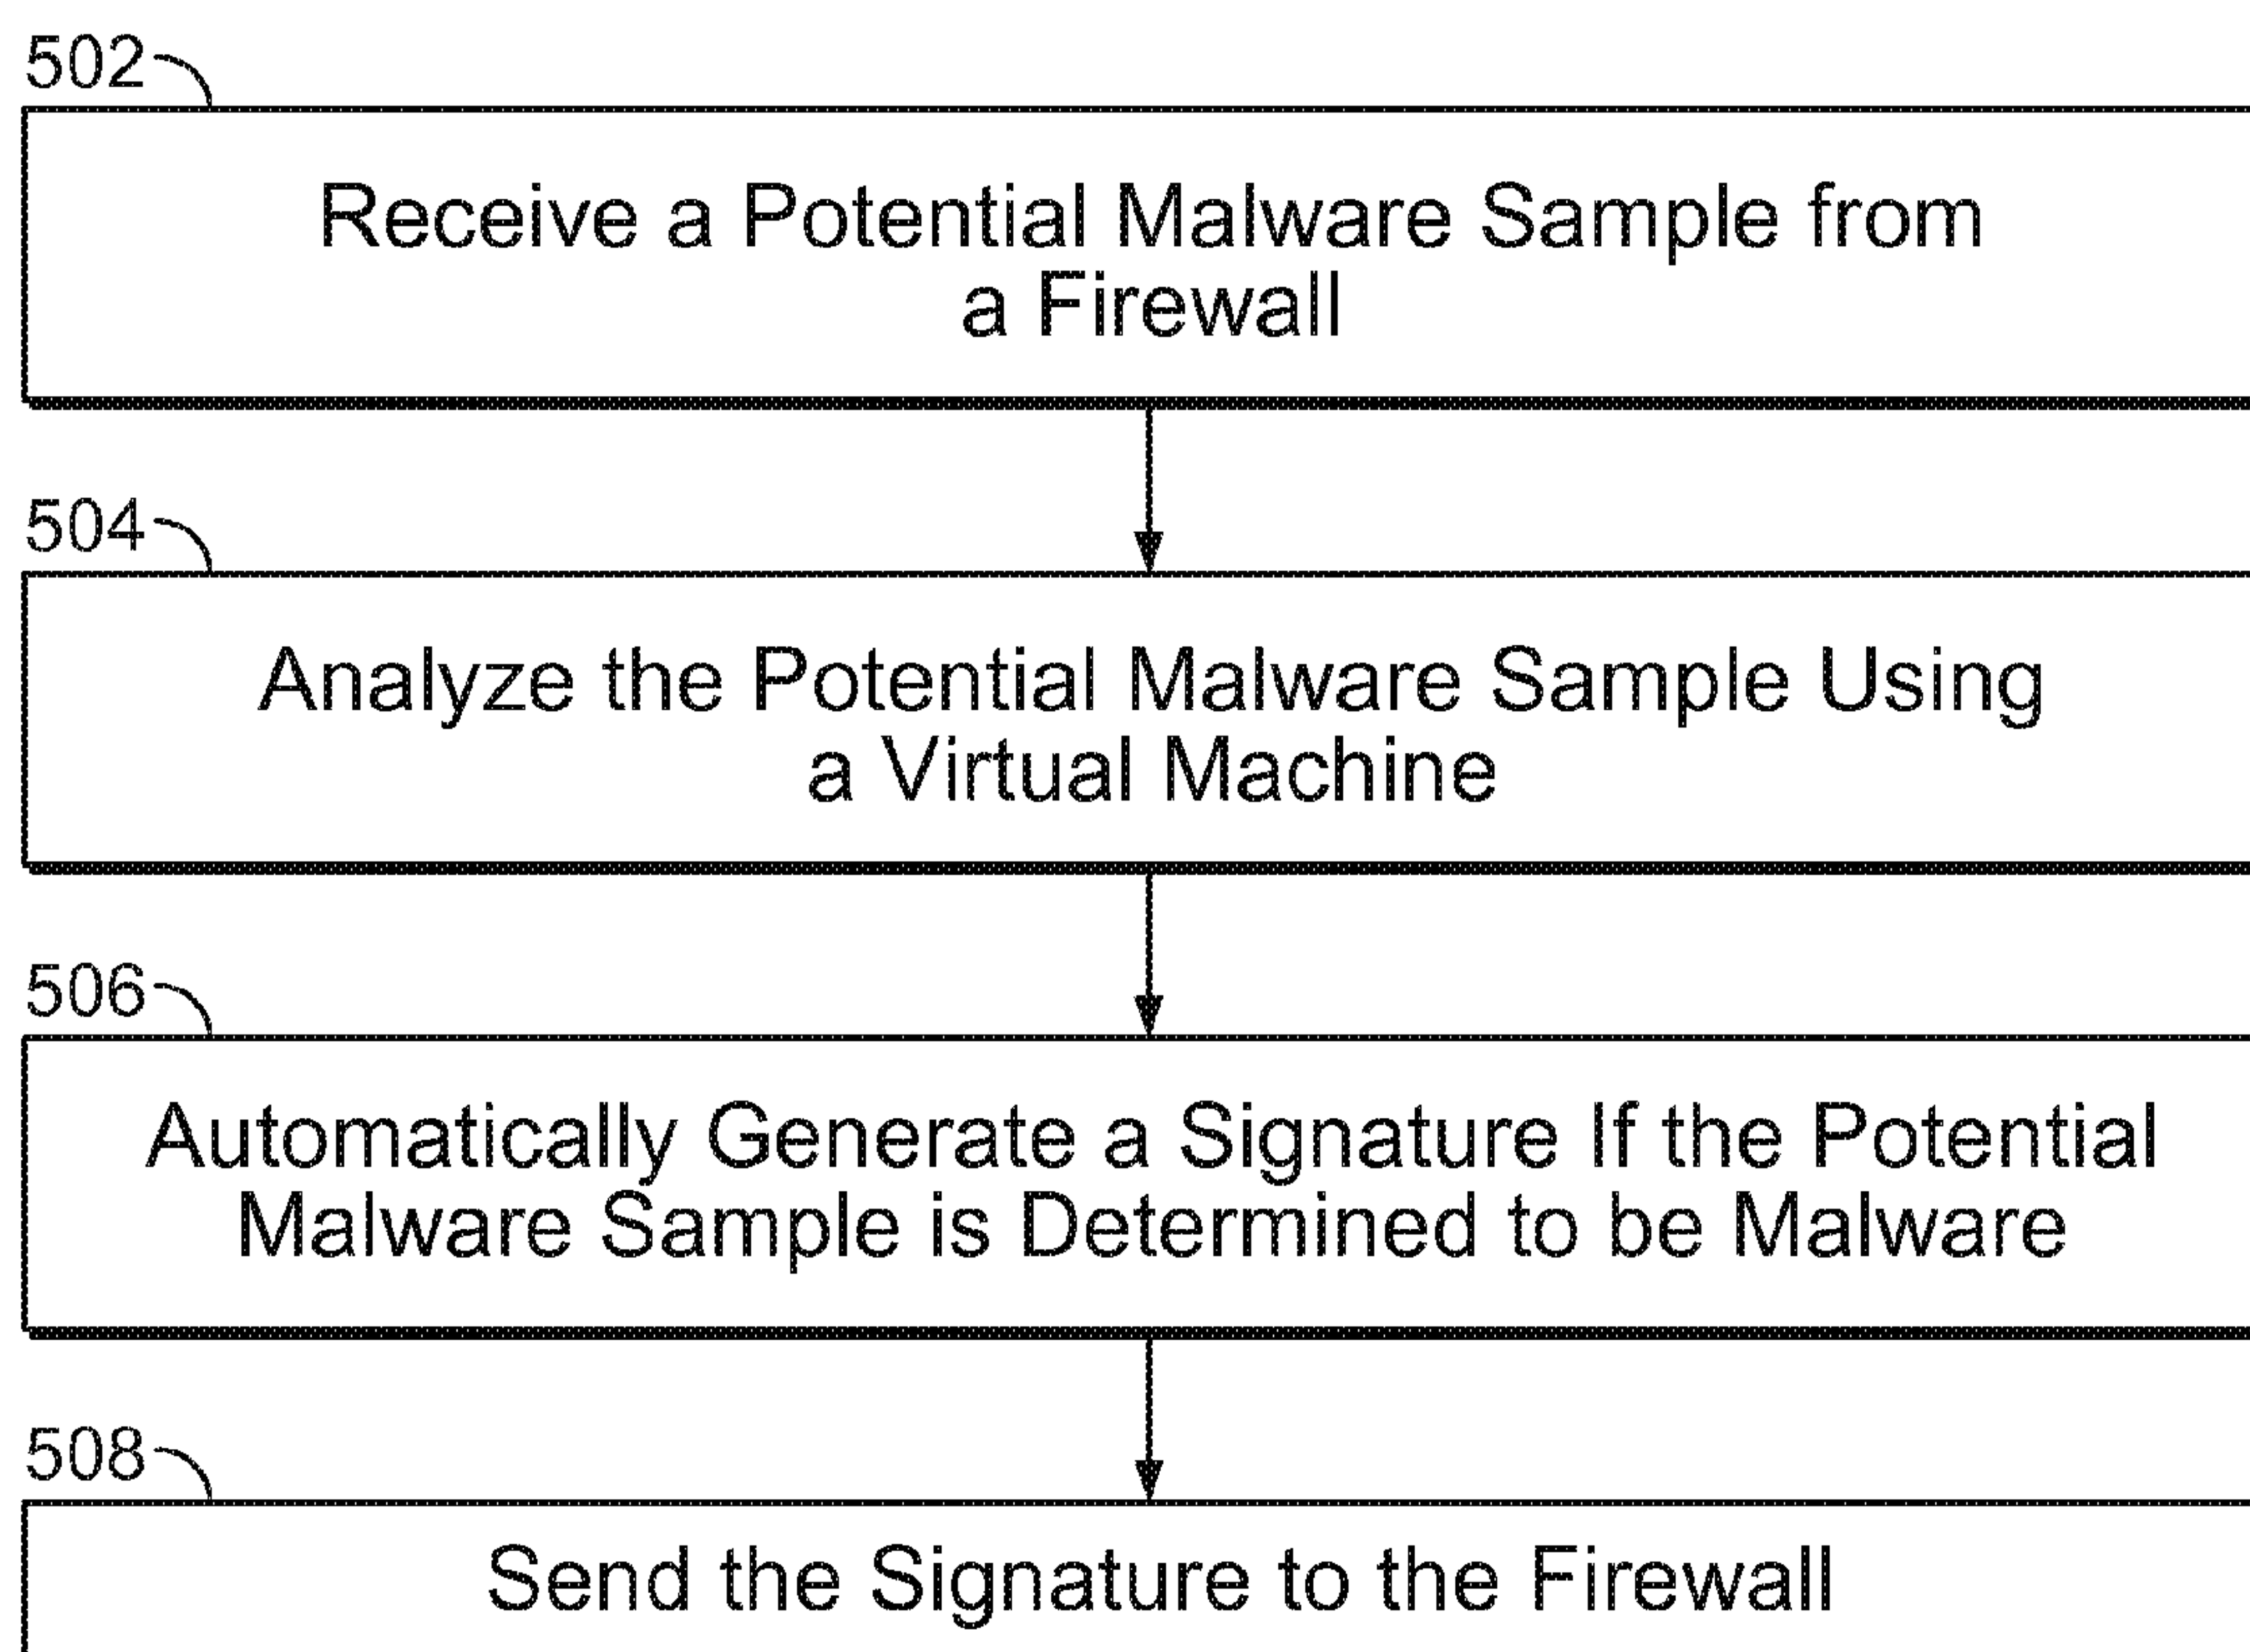 502
Receive a Potential Malware Sample from
a Firewall
504
Analyze the Potential Malware Sample Using
a Virtual Machine
506
Automatically Generate a Signature If the Potential
Malware Sample is Determined to be Malware
508
Send the Signature to the Firewall